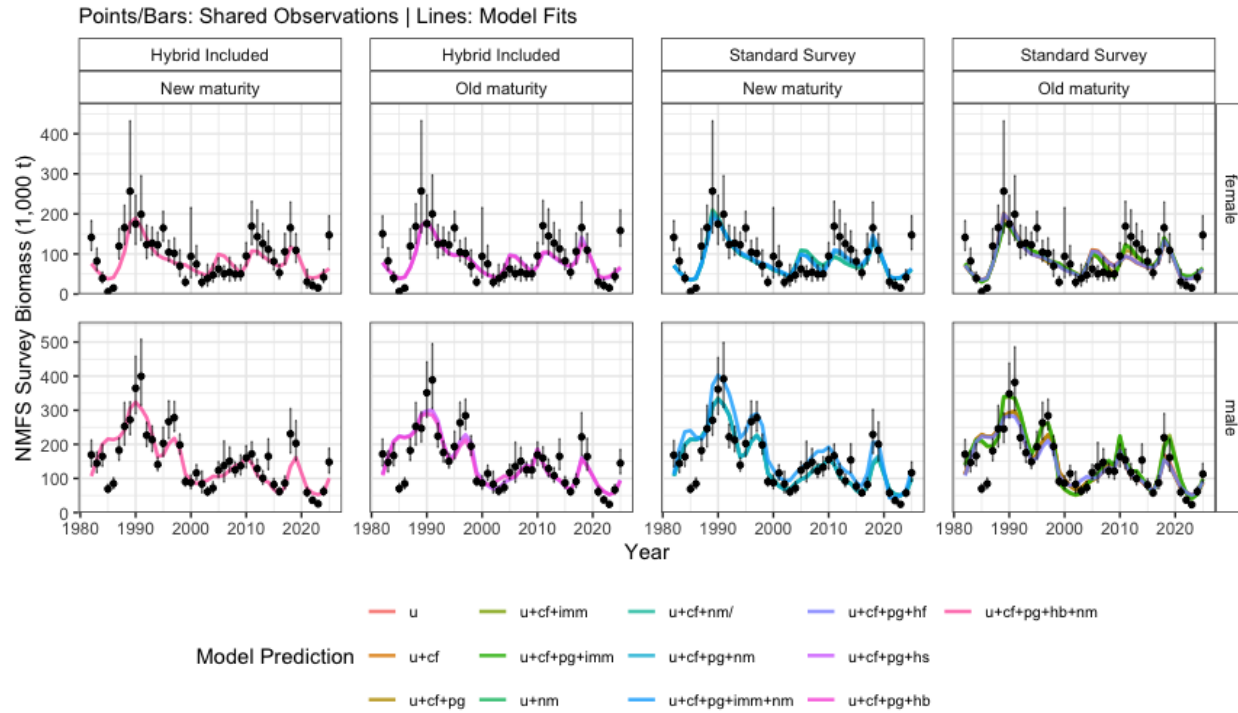 Points/Bars: Shared Observations | Lines: Model Fits
Hybrid Included Hybrid Included Standard Survey Standard Survey
New maturity Old maturity New maturity Old maturity
NMFS Survey Biomass (1,000 t)
400
300
200
100
0
female
500
400
300
200
100
0
male
1980 1990 2000 2010 2020 1980 1990 2000 2010 2020 1980 1990 2000 2010 2020 1980 1990 2000 2010 2020
Year
Model Prediction
u u+cf+imm u+cf+nm/ u+cf+pg+hf u+cf+pg+hb+nm
u+cf u+cf+pg+imm u+cf+pg+nm u+cf+pg+hs
u+cf+pg u+nm u+cf+pg+imm+nm u+cf+pg+hb